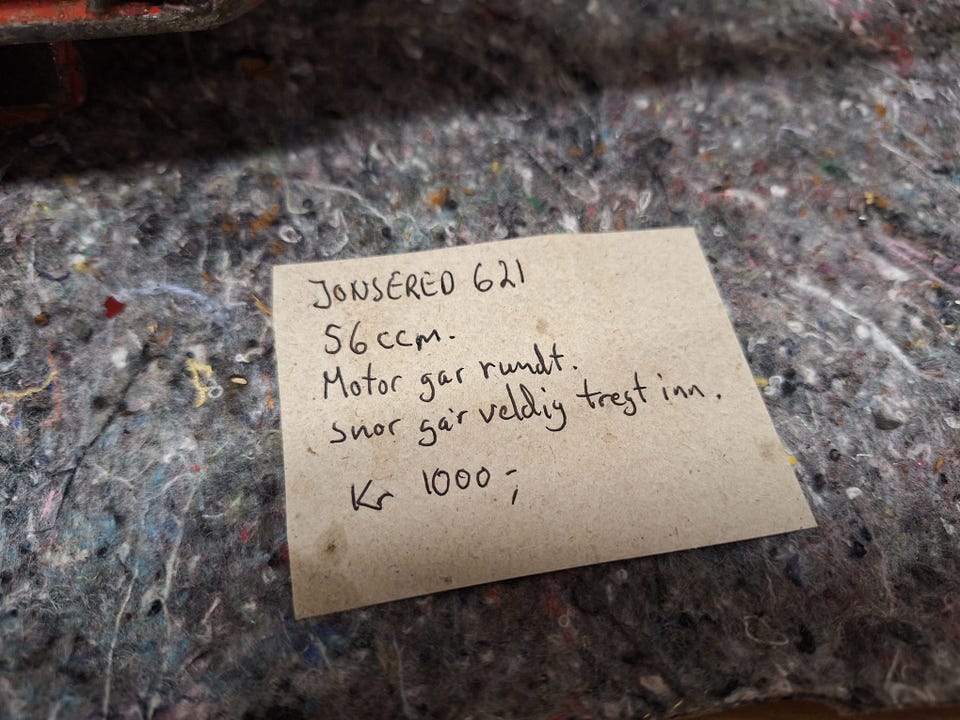 JONSERED 621
56 ccm.
Motor går rundt.
snor går veldig tregt inn.
Kr 1000-;